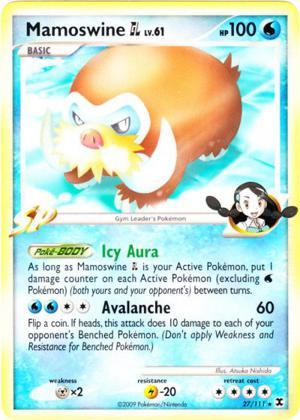 Mamoswine GL LV.61 HP 100
BASIC
SP
Gym Leader's Pokémon
Poké-BODY Icy Aura
As long as Mamoswine GL is your Active Pokémon, put 1
damage counter on each Active Pokémon (excluding
Pokémon) (both yours and your opponent's) between turns.
Avalanche 60
Flip a coin. If heads, this attack does 10 damage to each of your
opponent's Benched Pokémon. (Don't apply Weakness and
Resistance for Benched Pokémon.)
Illus. Atsuko Nishida
weakness resistance retreat cost
×2 -20
©2009 Pokémon/Nintendo 27/111